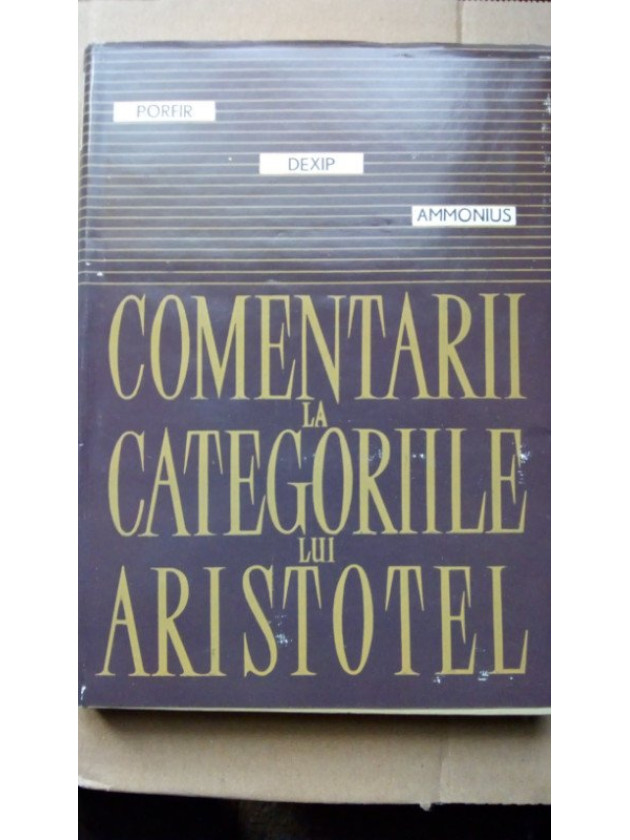 PORFIR
DEXIP
AMMONIUS
COMENTARII
LA
CATEGORIILE
LUI
ARISTOTEL